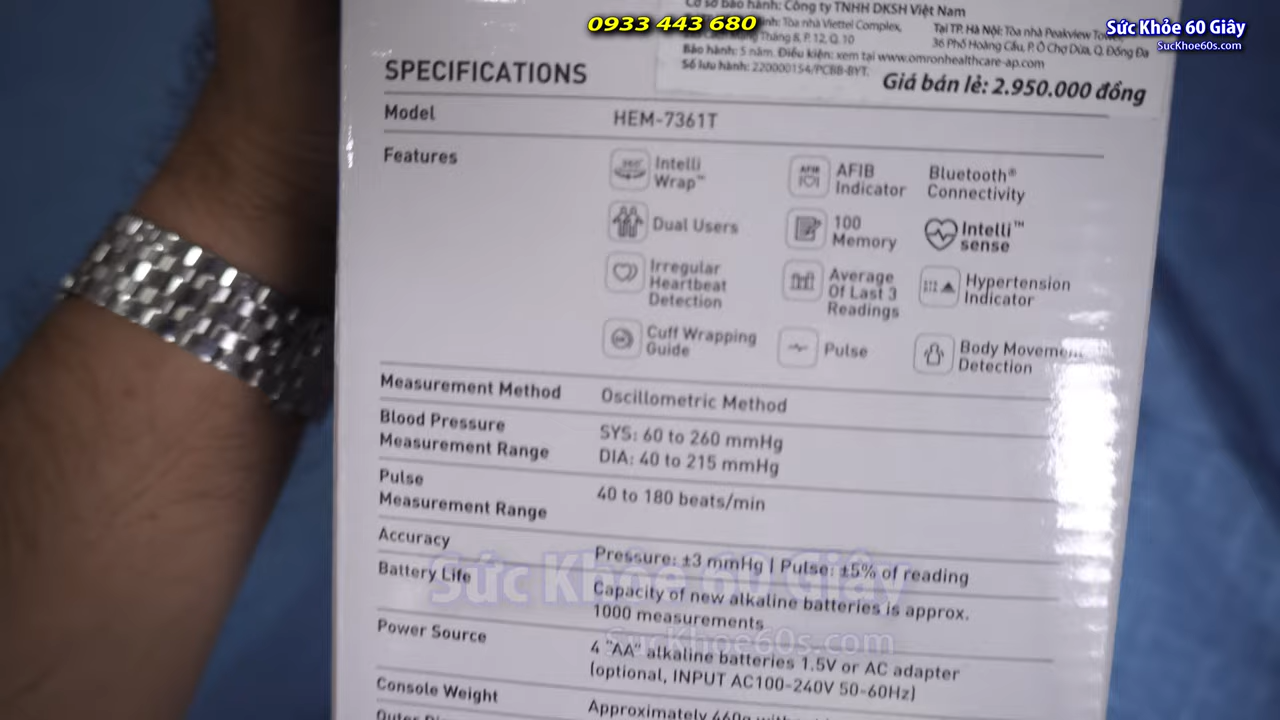 Cơ sở bảo hành: Công ty TNHH DKSH Việt Nam
0933 443 680
Sức Khỏe 60 Giây
SucKhoe60s.com
Tòa nhà Viettel Complex,
Tháng 8, P. 12, Q. 10
Tại TP. Hà Nội: Tòa nhà Peakview
36 Phố Hoàng Cầu, P. Ô Chợ Dừa, Q. Đống Đa
Bảo hành: 5 năm. Điều kiện: xem tại www.omronhealthcare-ap.com
Số lưu hành: 220000154/PCBB-BYT.
Giá bán lẻ: 2.950.000 đồng
SPECIFICATIONS
Model HEM-7361T
Features
360°
Intelli
Wrap™
AFIB
AFIB
Indicator
Bluetooth®
Connectivity
Dual Users
100
Memory
Intelli™
sense
Irregular
Heartbeat
Detection
Average
Of Last 3
Readings
Hypertension
Indicator
Cuff Wrapping
Guide
Pulse
Body
Detection
Measurement Method Oscillometric Method
Blood Pressure
Measurement Range
SYS: 60 to 260 mmHg
DIA: 40 to 215 mmHg
Pulse
Measurement Range
40 to 180 beats/min
Accuracy
Pressure: ±3 mmHg | Pulse: ±5% of reading
Sức Khỏe 60 Giây
SucKhoe60s.com
Battery Life
Capacity of new alkaline batteries is approx.
1000 measurements
Power Source
4 "AA" alkaline batteries 1.5V or AC adapter
(optional, INPUT AC100-240V 50-60Hz)
Console Weight
Approximately 460g